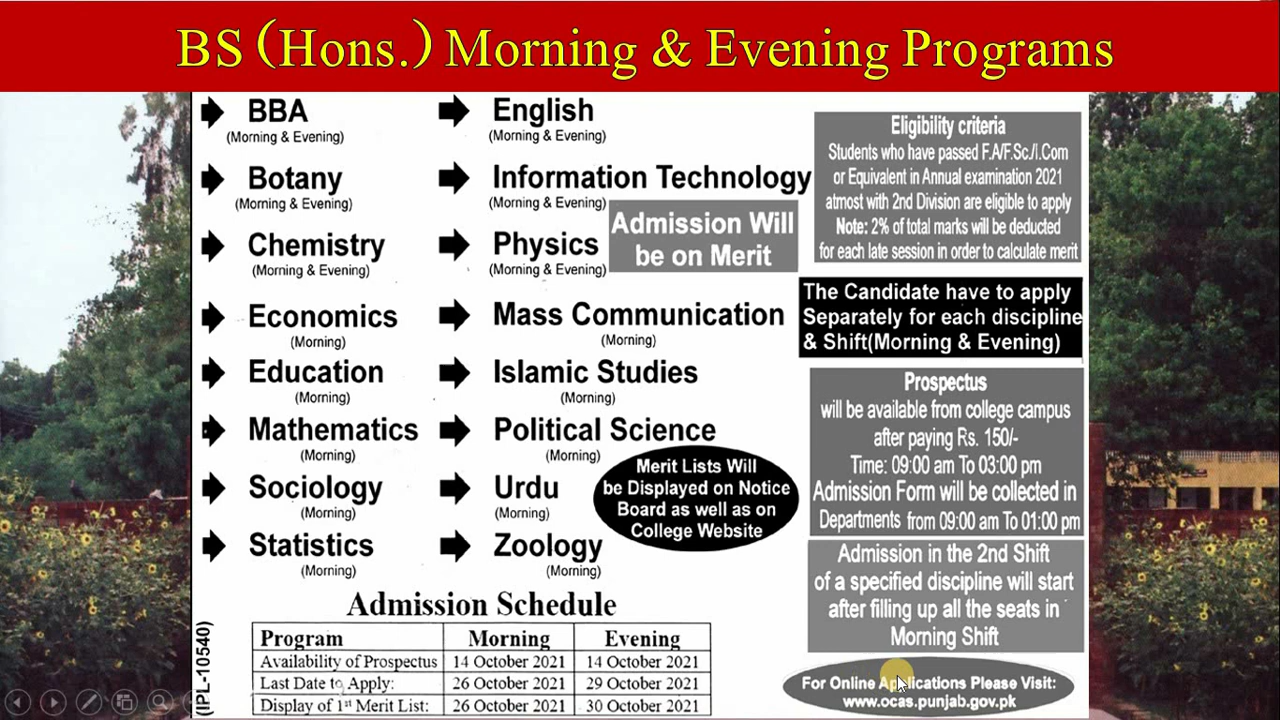 BS (Hons.) Morning & Evening Programs
BBA
(Morning & Evening)
Botany
(Morning & Evening)
Chemistry
(Morning & Evening)
Economics
(Morning)
Education
(Morning)
Mathematics
(Morning)
Sociology
(Morning)
Statistics
(Morning)
English
(Morning & Evening)
Information Technology
(Morning & Evening)
Physics
(Morning & Evening)
Mass Communication
(Morning)
Islamic Studies
(Morning)
Political Science
(Morning)
Urdu
(Morning)
Zoology
(Morning)
Admission Will
be on Merit
Merit Lists Will
be Displayed on Notice
Board as well as on
College Website
Eligibility criteria
Students who have passed F.A/F.Sc./I.Com
or Equivalent in Annual examination 2021
atmost with 2nd Division are eligible to apply
Note: 2% of total marks will be deducted
for each late session in order to calculate merit
The Candidate have to apply
Separately for each discipline
& Shift(Morning & Evening)
Prospectus
will be available from college campus
after paying Rs. 150/-
Time: 09:00 am To 03:00 pm
Admission Form will be collected in
Departments from 09:00 am To 01:00 pm
Admission in the 2nd Shift
of a specified discipline will start
after filling up all the seats in
Morning Shift
For Online Applications Please Visit:
www.ocas.punjab.gov.pk
Admission Schedule
Program Morning Evening
Availability of Prospectus 14 October 2021 14 October 2021
Last Date to Apply: 26 October 2021 29 October 2021
Display of 1st Merit List: 26 October 2021 30 October 2021
(IPL-10540)